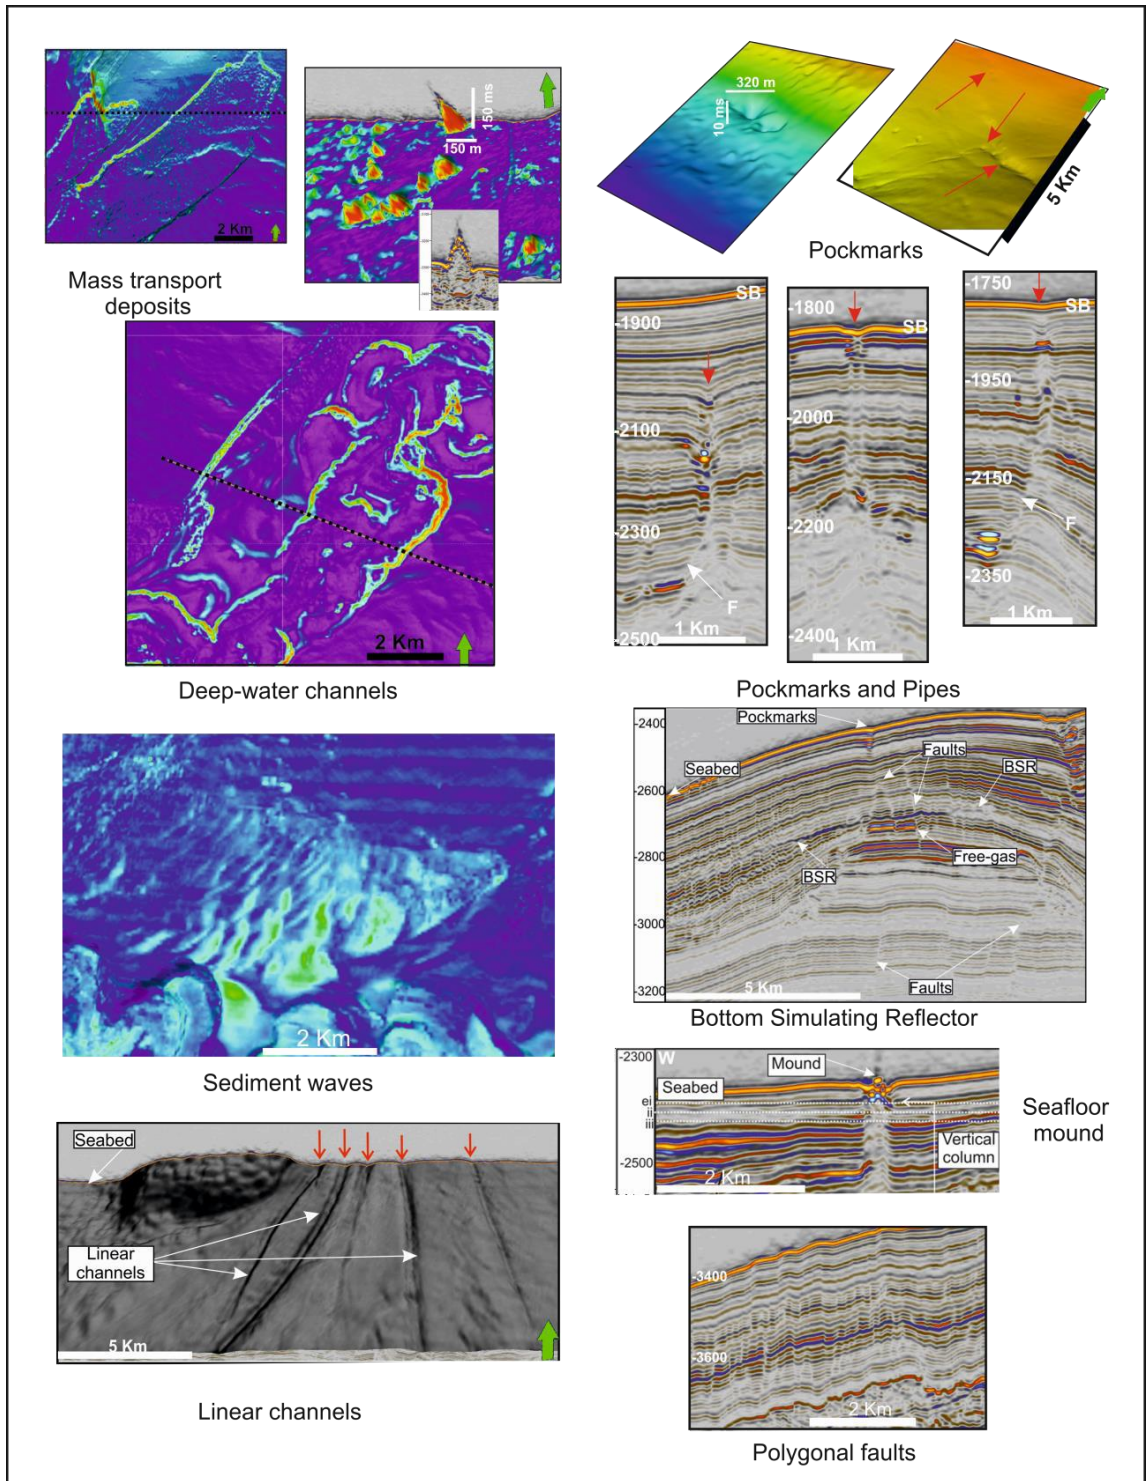 2 Km
150 ms
150 m
Mass transport
deposits
2 Km
Deep-water channels
2 Km
Sediment waves
Seabed
Linear
channels
5 Km
Linear channels
320 m
10 ms
5 Km
Pockmarks
SB
-1900
-2100
-2300
F
-2500
1 Km
-1800
SB
-2000
-2200
-2400
1 Km
-1750
SB
-1950
-2150
F
-2350
1 Km
Pockmarks and Pipes
-2400
Pockmarks
Faults
Seabed
BSR
-2600
Free-gas
-2800
BSR
-3000
Faults
-3200
5 Km
Bottom Simulating Reflector
-2300
W
Mound
Seabed
ei
ii
iii
Vertical
column
-2500
2 Km
Seafloor
mound
-3400
-3600
2 Km
Polygonal faults